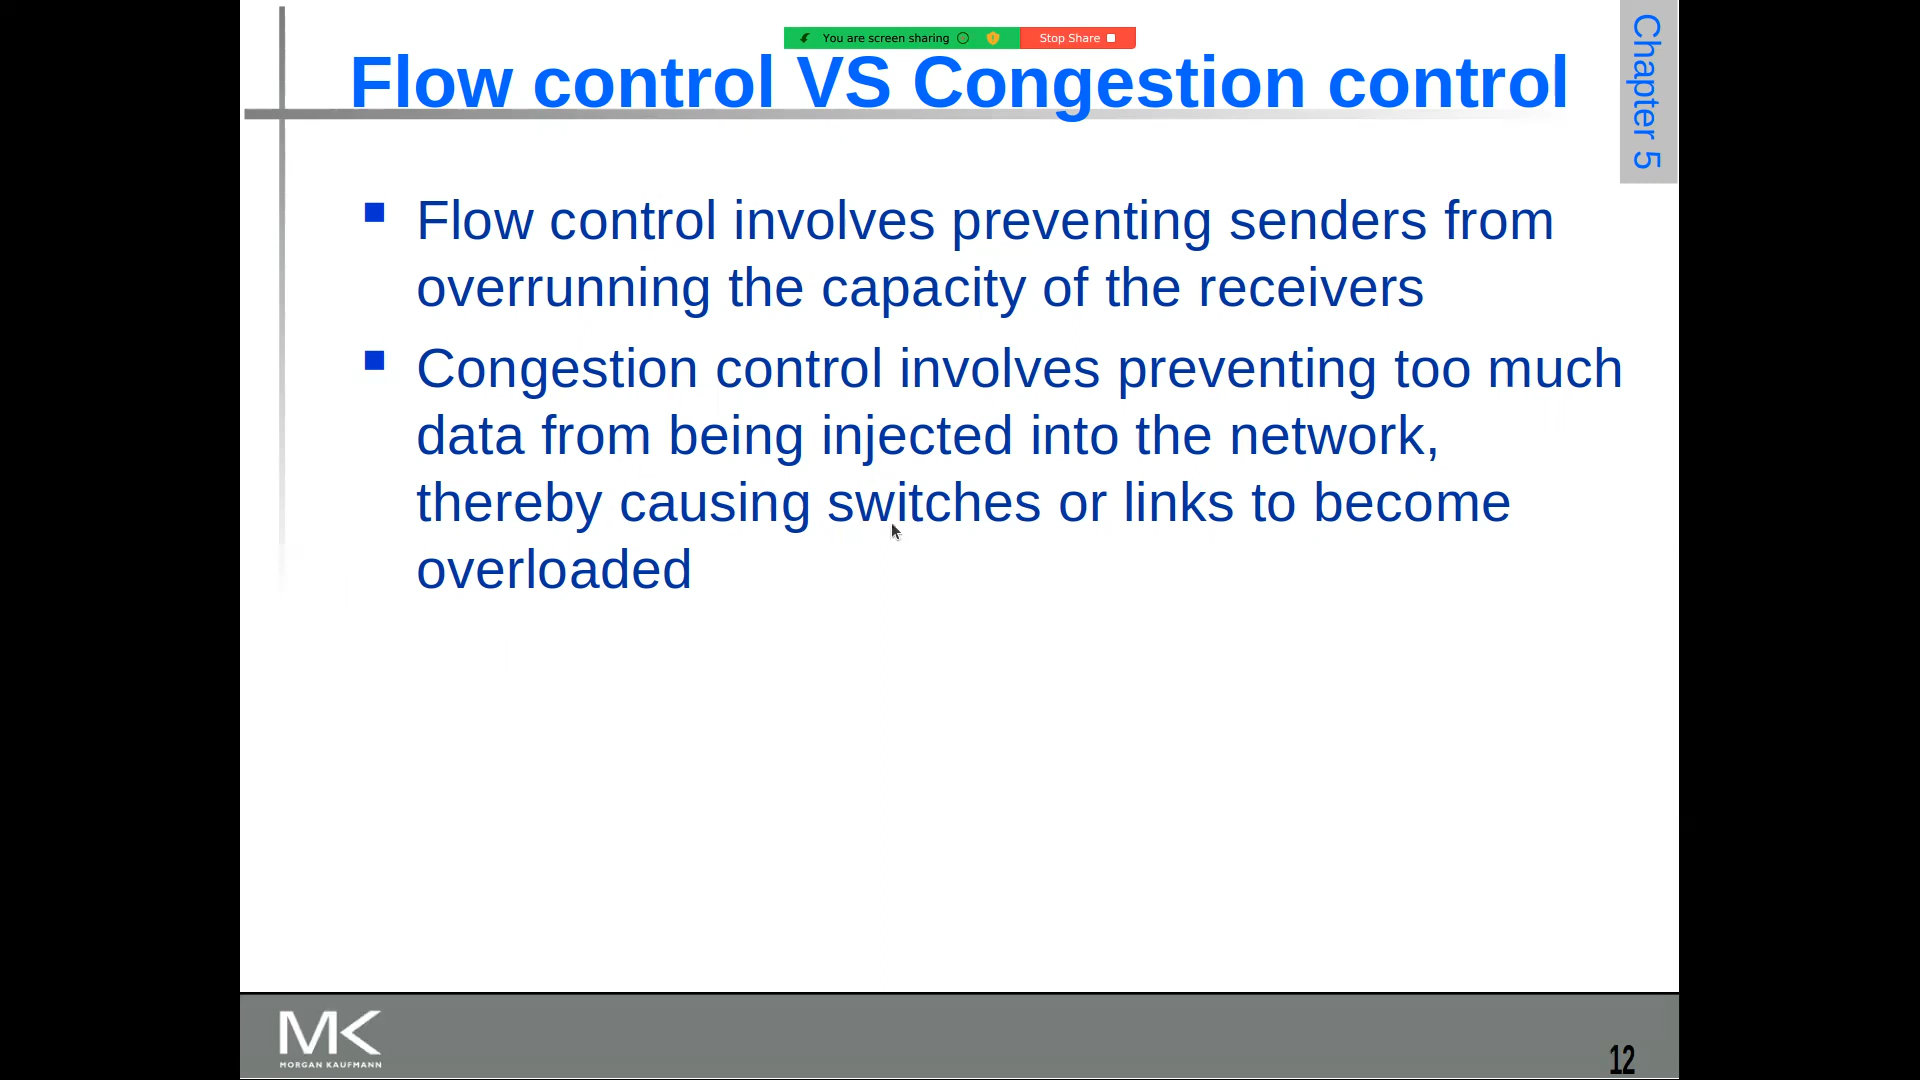 You are screen sharing
Stop Share
Flow control VS Congestion control
Chapter 5
Flow control involves preventing senders from
overrunning the capacity of the receivers
Congestion control involves preventing too much
data from being injected into the network,
thereby causing switches or links to become
overloaded
MK
MORGAN KAUFMANN
12